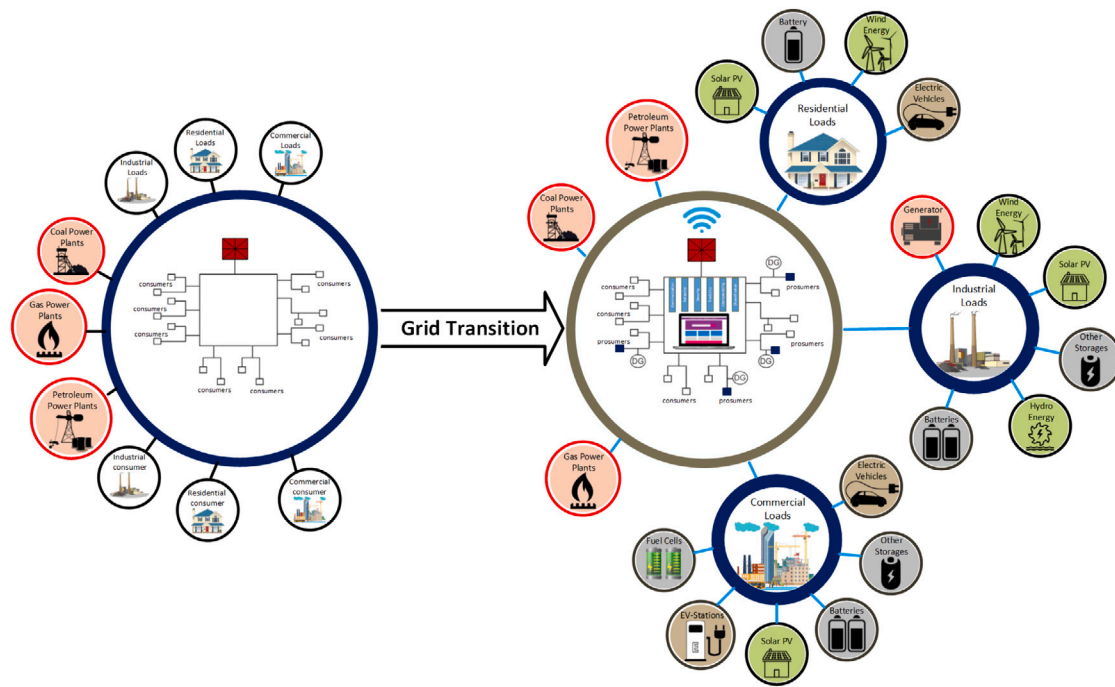 Residential
Loads
Commercial
Loads
Industrial
Loads
Coal Power
Plants
Gas Power
Plants
Petroleum
Power Plants
Industrial
consumer
Residential
consumer
Commercial
consumer
consumers
consumers
consumers
consumers
consumers
consumers
consumers
Grid Transition
Petroleum
Power Plants
Coal Power
Plants
Gas Power
Plants
DG
prosumers
consumers
consumers
prosumers
prosumers
DG
DG
DG
consumers
prosumers
Battery
Wind
Energy
Solar PV
Electric
Vehicles
Residential
Loads
Generator
Wind
Energy
Solar PV
Industrial
Loads
Other
Storages
Hydro
Energy
Batteries
Electric
Vehicles
Commercial
Loads
Fuel Cells
Other
Storages
EV-Stations
Solar PV
Batteries